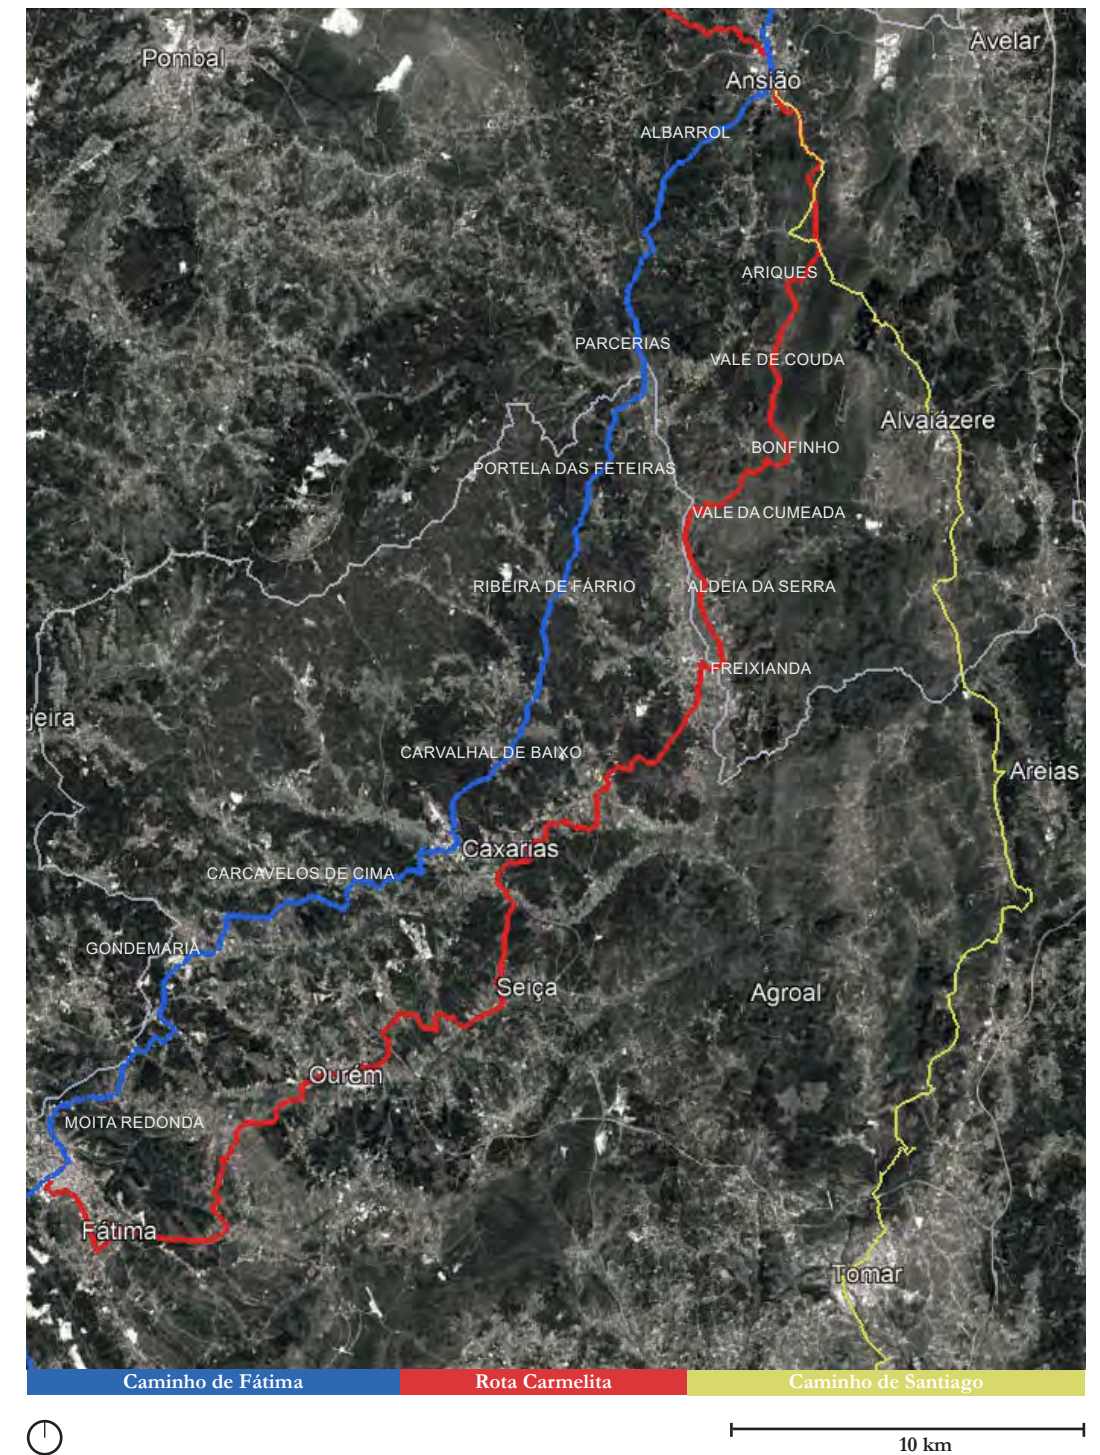 Pombal
Avelar
Ansião
ALBARROL
ARIQUES
PARCERIAS
VALE DE COUDA
Alvaiázere
BONFINHO
PORTELA DAS FETEIRAS
VALE DA CUMEADA
RIBEIRA DE FÁRRIO
ALDEIA DA SERRA
FREIXIANDA
jeira
CARVALHAL DE BAIXO
Areias
Caxarias
CARCAVELOS DE CIMA
GONDEMARIA
Seiça
Agroal
Ourém
MOITA REDONDA
Fátima
Tomar
Caminho de Fátima
Rota Carmelita
Caminho de Santiago
10 km